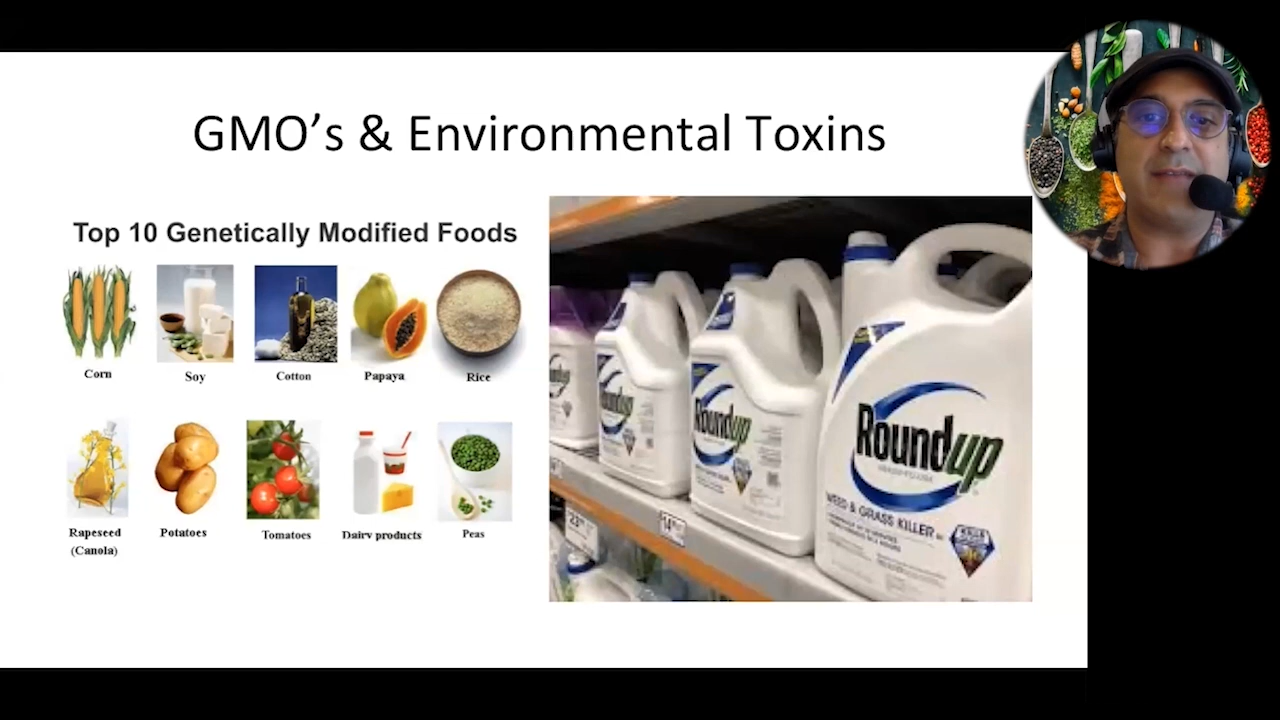 GMO's & Environmental Toxins
Top 10 Genetically Modified Foods
Corn
Soy
Cotton
Papaya
Rice
Rapeseed
(Canola)
Potatoes
Tomatoes
Dairy products
Peas
Roundup
Roundup
Roundup
WEED & GRASS KILLER